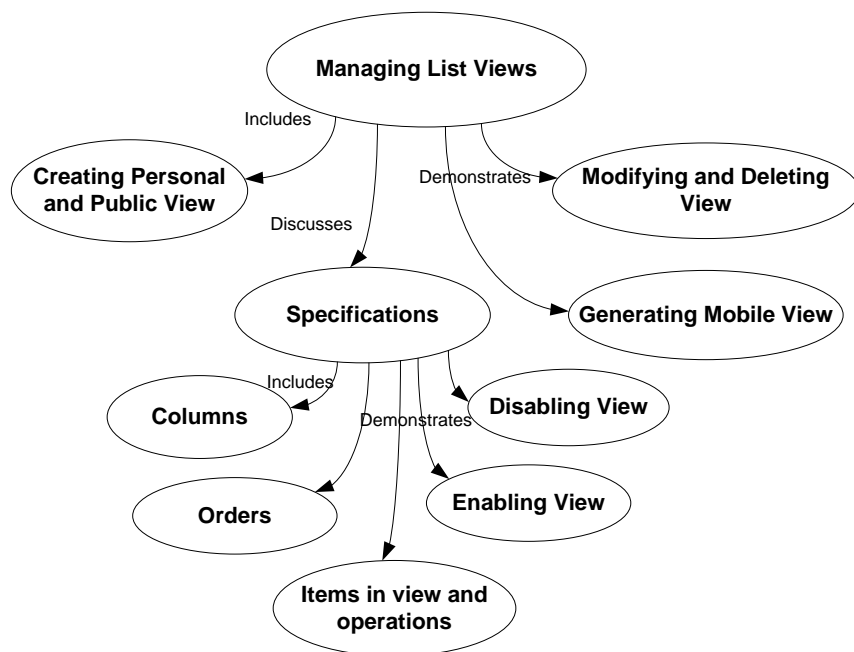 Managing List Views
Includes
Creating Personal
and Public View
Demonstrates
Modifying and Deleting
View
Discusses
Specifications
Generating Mobile View
Includes
Columns
Demonstrates
Disabling View
Orders
Enabling View
Items in view and
operations